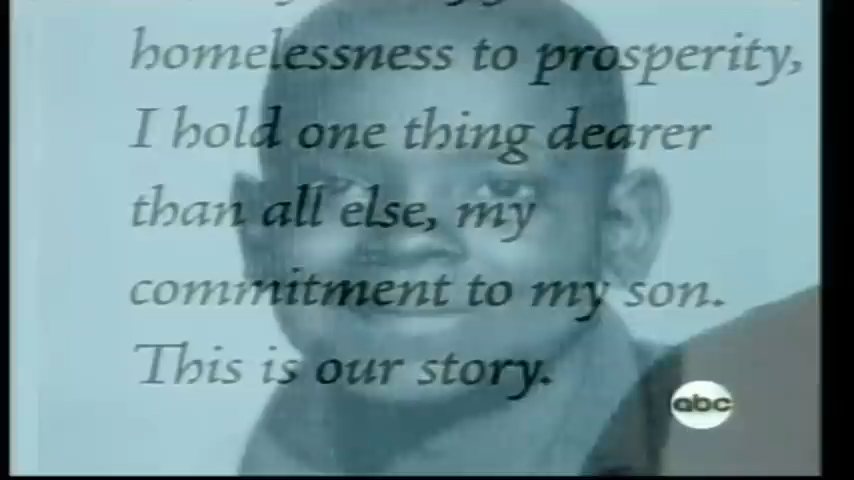 homelessness to prosperity,
I hold one thing dearer
than all else, my
commitment to my son.
This is our story.
abc